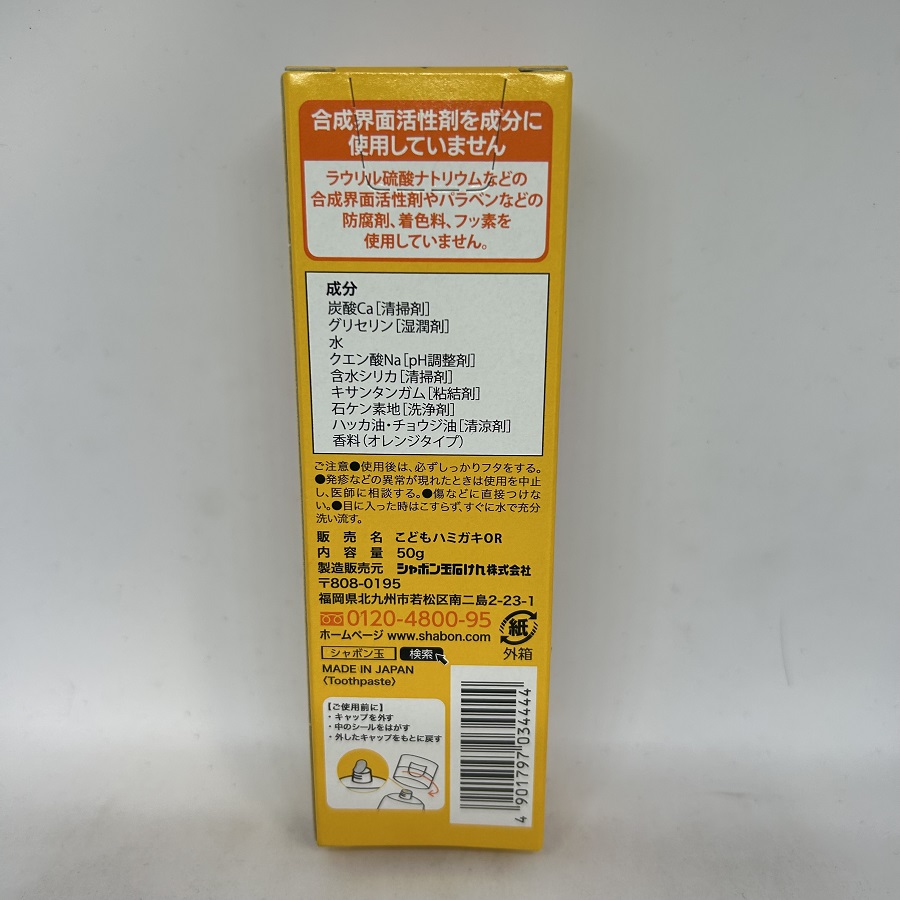 合成界面活性剤を成分に
使用していません
ラウリル硫酸ナトリウムなどの
合成界面活性剤やパラベンなどの
防腐剤、着色料、フッ素を
使用していません。
成分
炭酸Ca[清掃剤]
グリセリン[湿潤剤]
水
クエン酸Na[pH調整剤]
含水シリカ[清掃剤]
キサンタンガム[粘結剤]
石ケン素地[洗浄剤]
ハッカ油・チョウジ油[清涼剤]
香料(オレンジタイプ)
ご注意●使用後は、必ずしっかりフタをする。
●発疹などの異常が現れたときは使用を中止
し、医師に相談する。●傷などに直接つけな
い。●目に入った時はこすらず、すぐに水で充分
洗い流す。
販売名 こどもハミガキOR
内容量 50g
製造販売元 シャボン玉石けん株式会社
〒808-0195
福岡県北九州市若松区南二島2-23-1
0120-4800-95
ホームページ www.shabon.com
シャボン玉 検索
紙
外箱
MADE IN JAPAN
〈Toothpaste〉
【ご使用前に】
・キャップを外す
・中のシールをはがす
・外したキャップをもとに戻す
4 901797 034444